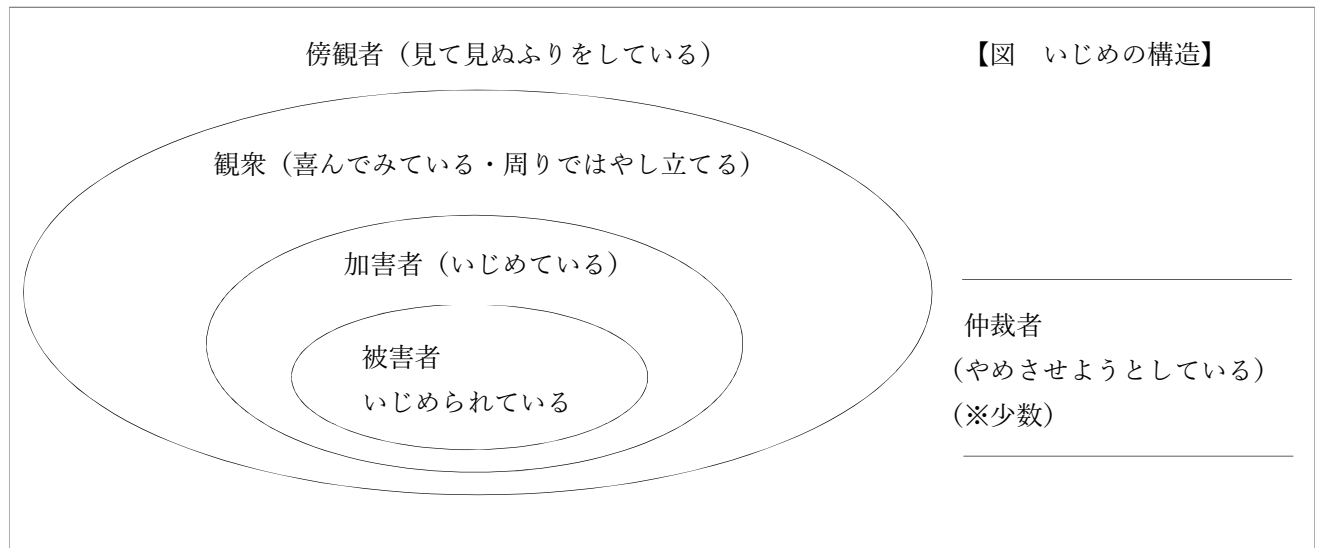 傍観者（見て見ぬふりをしている）
【図　いじめの構造】
観衆（喜んでみている・周りではやし立てる）
加害者（いじめている）
被害者
いじめられている
仲裁者
（やめさせようとしている）
（※少数）